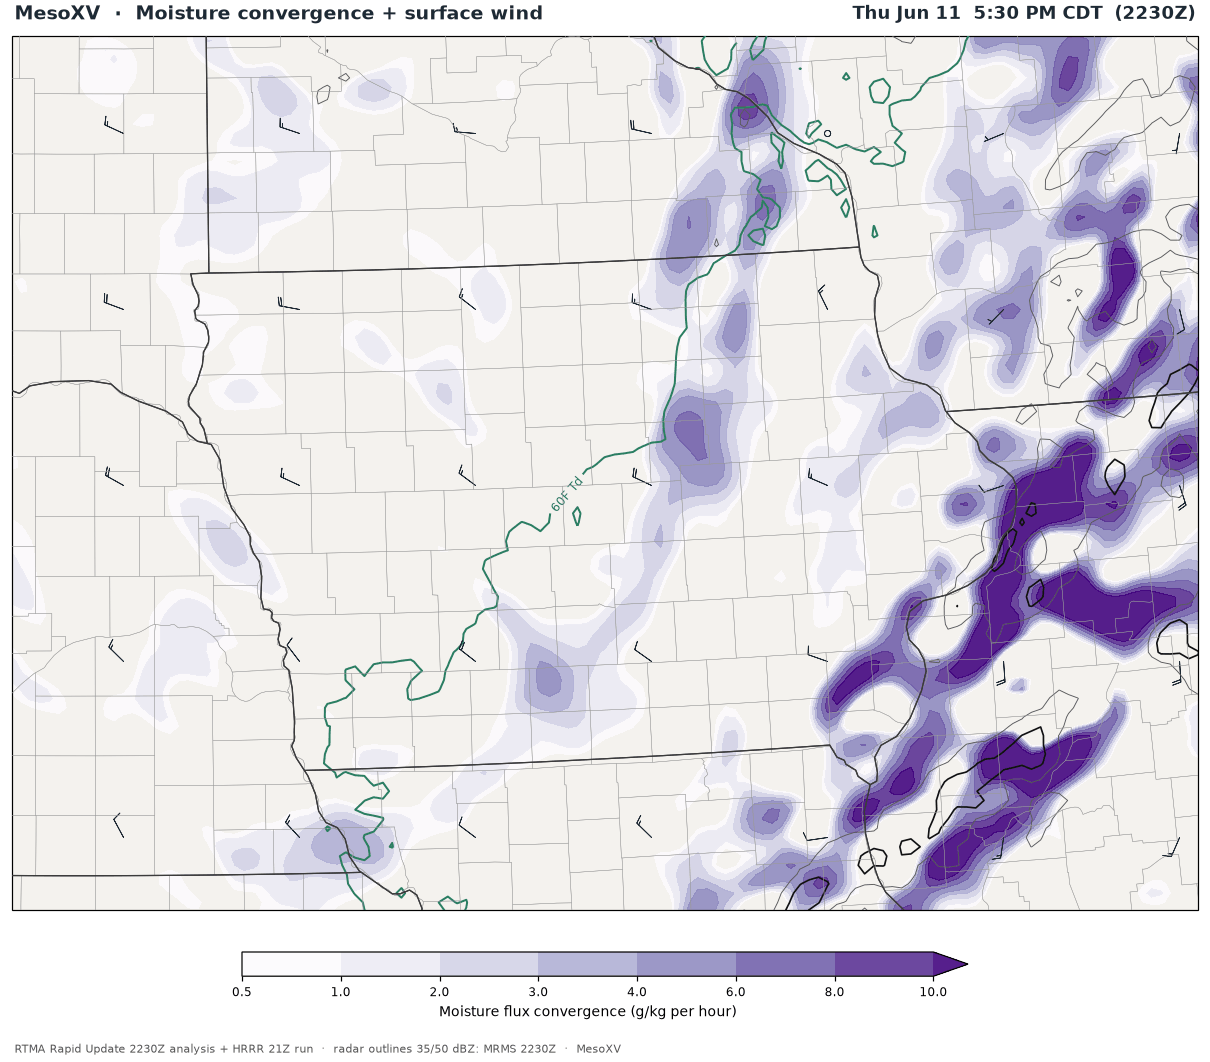 MesoXV · Moisture convergence + surface wind
Thu Jun 11 5:30 PM CDT (2230Z)
60F Td
0.5 1.0 2.0 3.0 4.0 6.0 8.0 10.0
Moisture flux convergence (g/kg per hour)
RTMA Rapid Update 2230Z analysis + HRRR 21Z run · radar outlines 35/50 dBZ: MRMS 2230Z · MesoXV